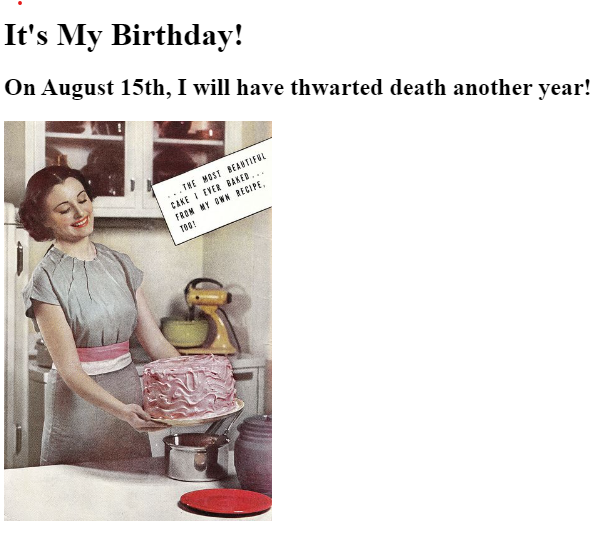 It's My Birthday!
On August 15th, I will have thwarted death another year!
...THE MOST BEAUTIFUL
CAKE I EVER BAKED...
FROM MY OWN RECIPE,
TOO!